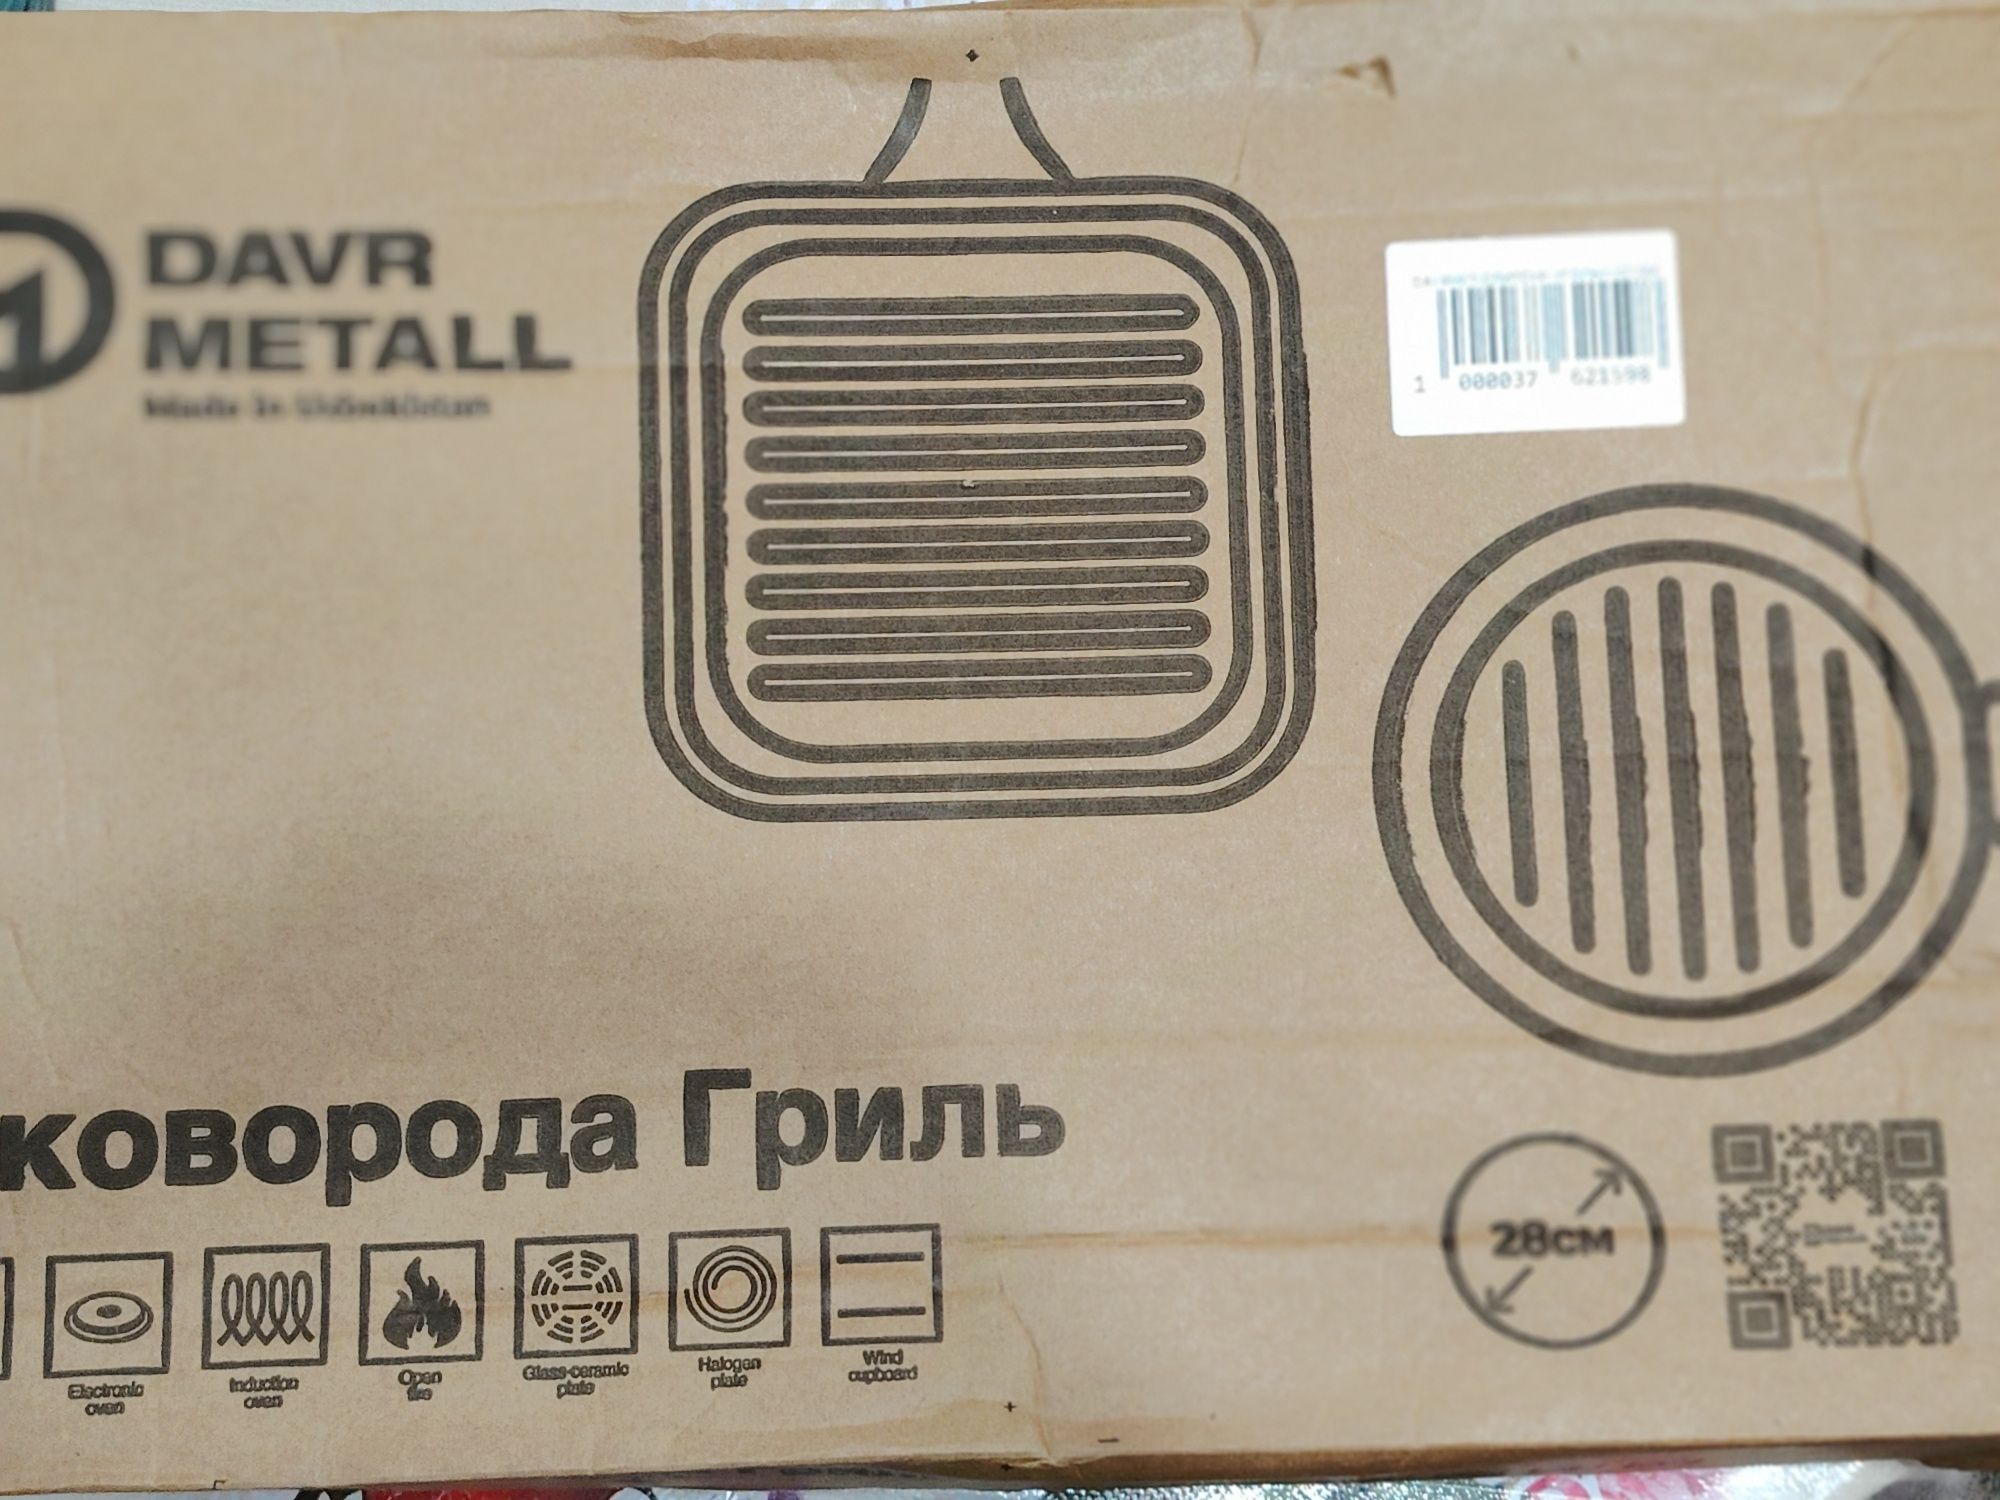 DAVR
METALL
Made in Uzbekistan
1 000037 621598
коворода Гриль
28см
Electronic
oven
Induction
oven
Open
fire
Glass-ceramic
plate
Halogen
plate
Wind
cupboard